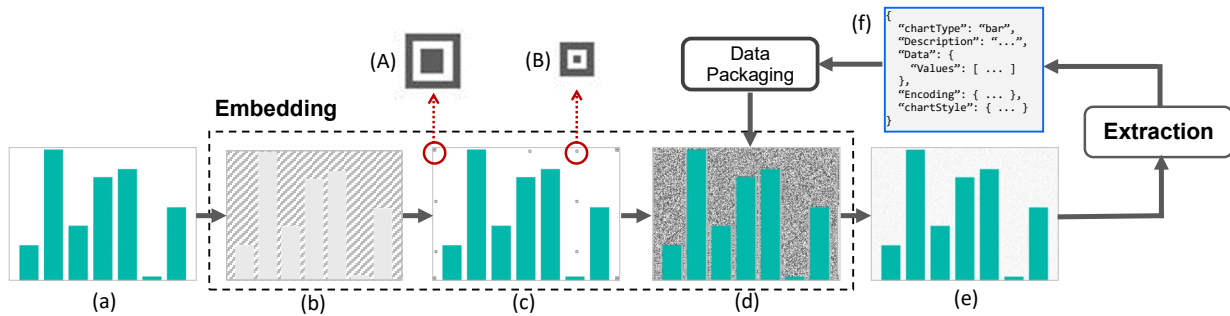 (f)
{
“chartType”: “bar”,
“Description”: “...”,
“Data”: {
“Values”: [ ... ]
},
“Encoding”: { ... },
“chartStyle”: { ... }
}
(A)
(B)
Data
Packaging
Embedding
Extraction
(a)
(b)
(c)
(d)
(e)